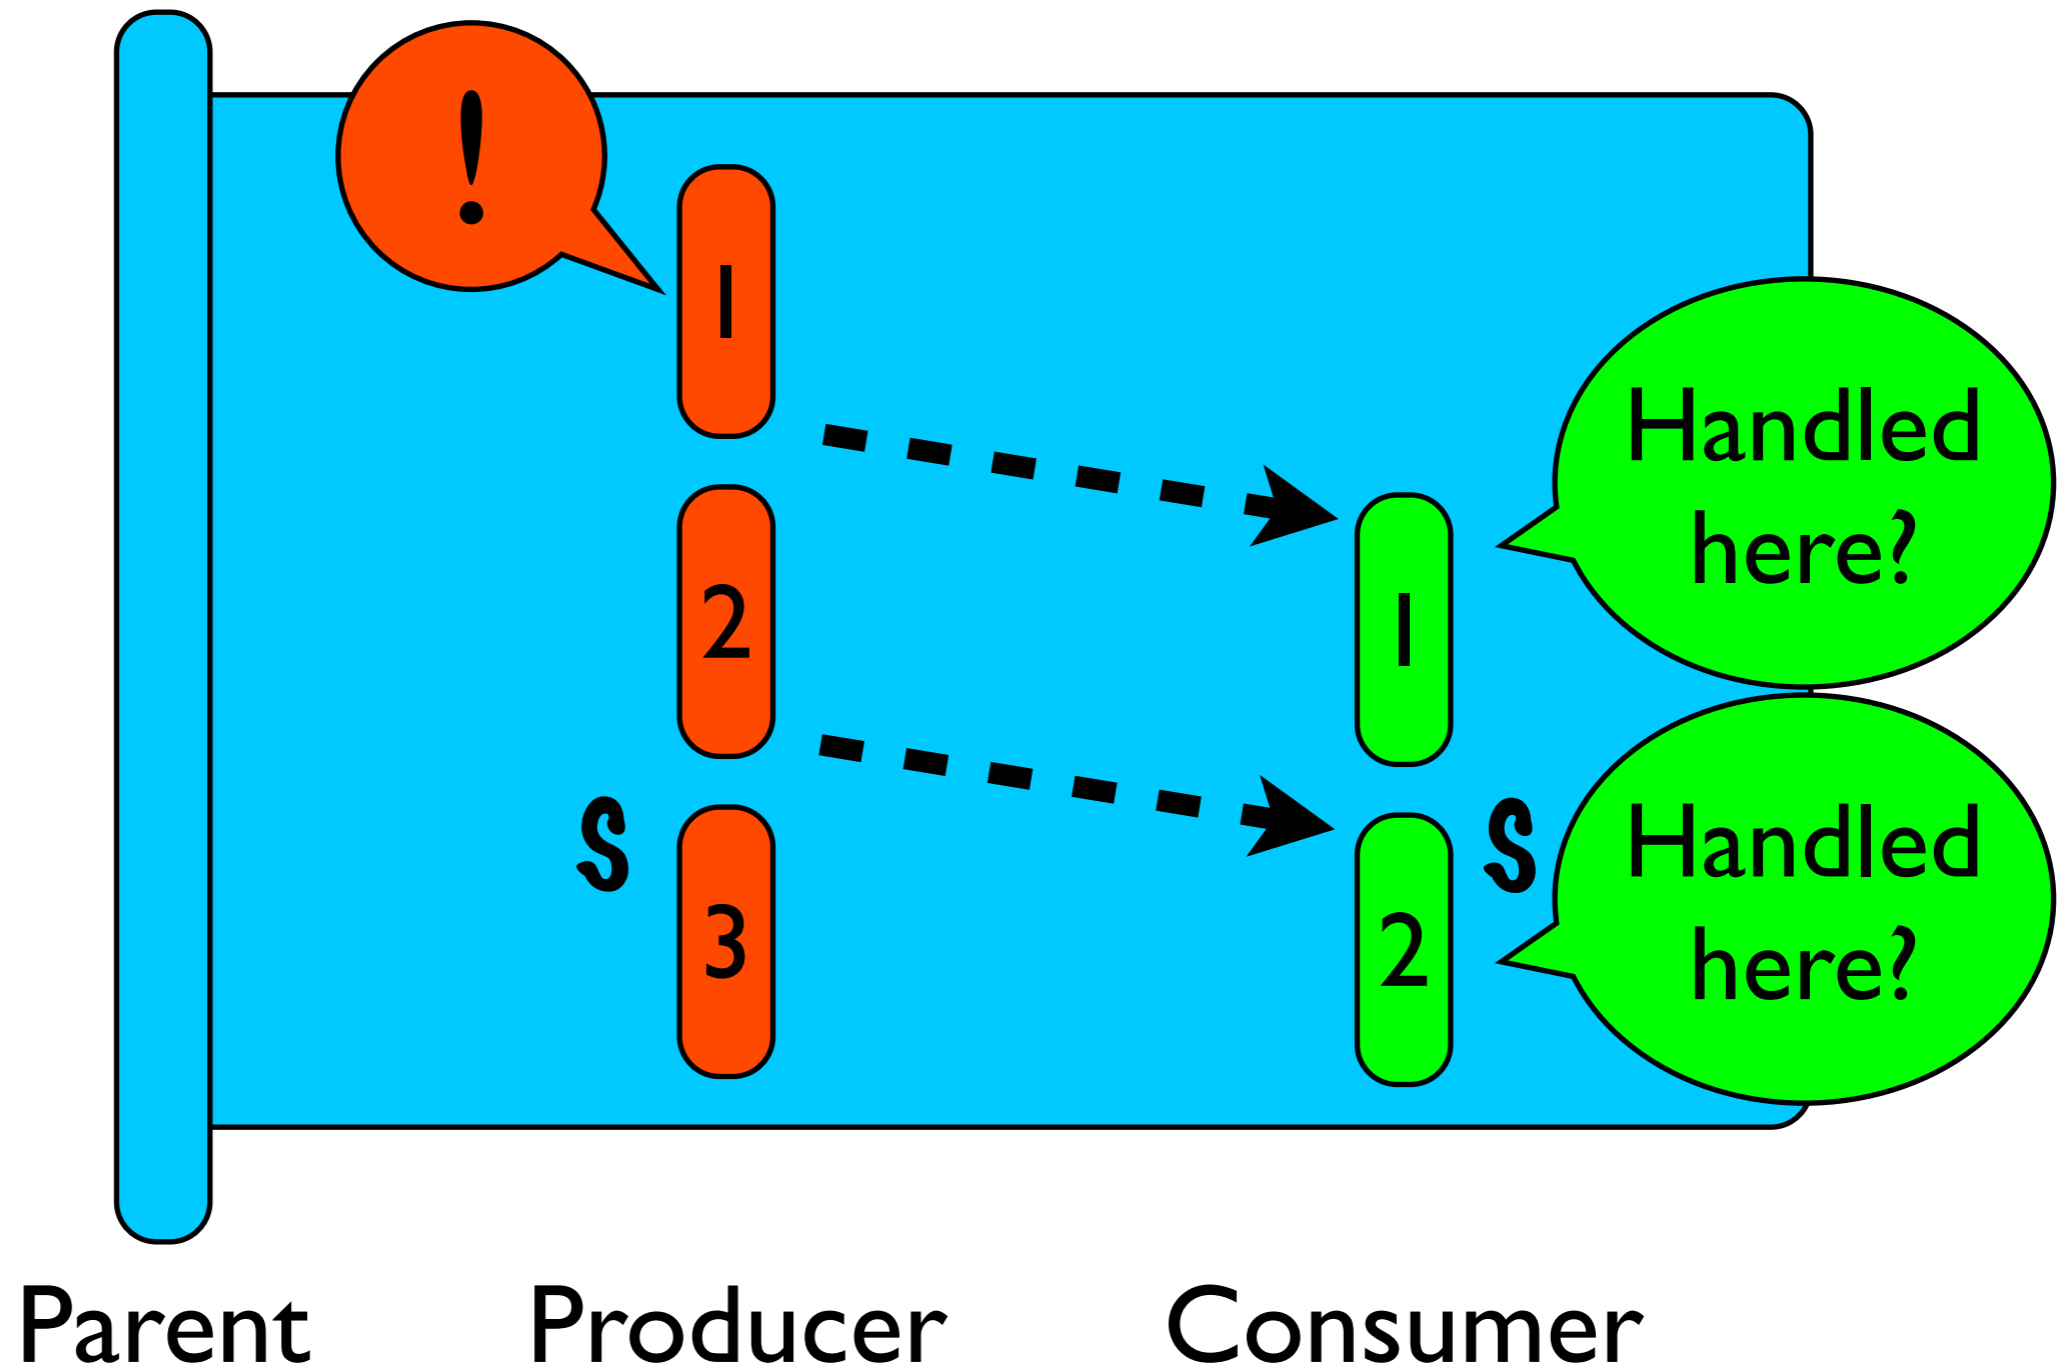 !
1
Handled
here?
2
1
S
3
2
S
Handled
here?
Parent
Producer
Consumer